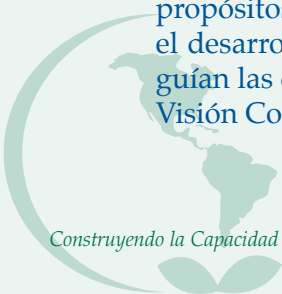 propósitos
el desarro
guían las
Visión Co
Construyendo la Capacidad